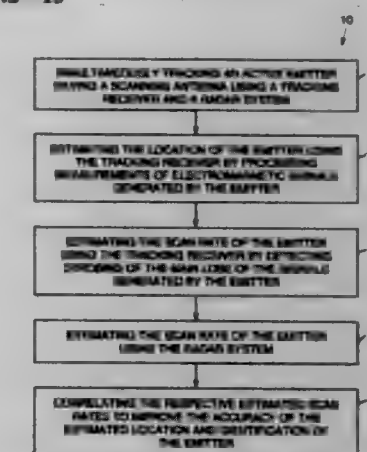 10
SIMULTANEOUSLY TRACKING AN ACTIVE EMITTER
HAVING A SCANNING ANTENNA USING A TRACKING
RECEIVER AND A RADAR SYSTEM
ESTIMATING THE LOCATION OF THE EMITTER USING
THE TRACKING RECEIVER BY PROCESSING
MEASUREMENTS OF ELECTROMAGNETIC SIGNALS
GENERATED BY THE EMITTER
ESTIMATING THE SCAN RATE OF THE EMITTER
USING THE TRACKING RECEIVER BY DETECTING
STROBING OF THE MAIN LOBE OF THE SIGNALS
GENERATED BY THE EMITTER
ESTIMATING THE SCAN RATE OF THE EMITTER
USING THE RADAR SYSTEM
CORRELATING THE RESPECTIVE ESTIMATED SCAN
RATES TO IMPROVE THE ACCURACY OF THE
ESTIMATED LOCATION AND IDENTIFICATION OF
THE EMITTER